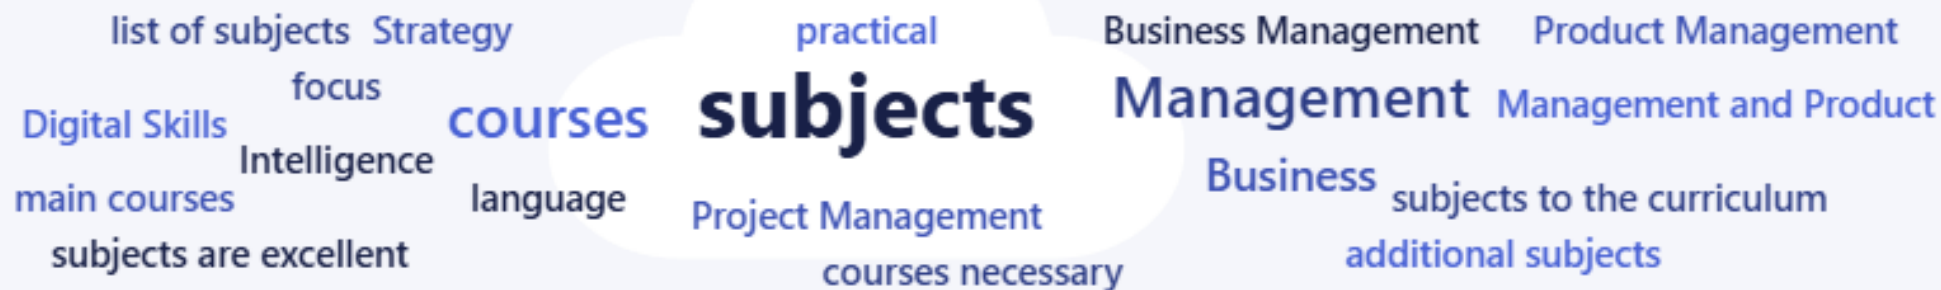 list of subjects Strategy practical Business Management Product Management
focus
Digital Skills courses subjects Management Management and Product
Intelligence
Business
main courses language subjects to the curriculum
Project Management
subjects are excellent additional subjects
courses necessary